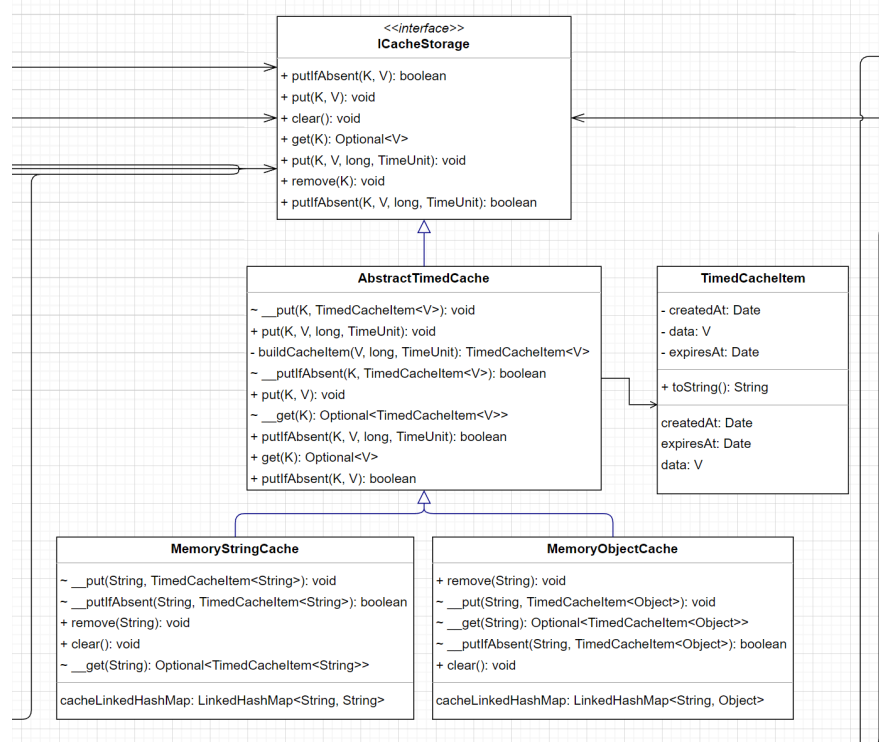 <<interface>>
ICacheStorage
+ putIfAbsent(K, V): boolean
+ put(K, V): void
+ clear(): void
+ get(K): Optional<V>
+ put(K, V, long, TimeUnit): void
+ remove(K): void
+ putIfAbsent(K, V, long, TimeUnit): boolean
AbstractTimedCache
~ __put(K, TimedCacheItem<V>): void
+ put(K, V, long, TimeUnit): void
- buildCacheItem(V, long, TimeUnit): TimedCacheItem<V>
~ __putIfAbsent(K, TimedCacheItem<V>): boolean
+ put(K, V): void
~ __get(K): Optional<TimedCacheItem<V>>
+ putIfAbsent(K, V, long, TimeUnit): boolean
+ get(K): Optional<V>
+ putIfAbsent(K, V): boolean
TimedCacheItem
- createdAt: Date
- data: V
- expiresAt: Date
+ toString(): String
createdAt: Date
expiresAt: Date
data: V
MemoryStringCache
~ __put(String, TimedCacheItem<String>): void
~ __putIfAbsent(String, TimedCacheItem<String>): boolean
+ remove(String): void
+ clear(): void
~ __get(String): Optional<TimedCacheItem<String>>
cacheLinkedHashMap: LinkedHashMap<String, String>
MemoryObjectCache
+ remove(String): void
~ __put(String, TimedCacheItem<Object>): void
~ __get(String): Optional<TimedCacheItem<Object>>
~ __putIfAbsent(String, TimedCacheItem<Object>): boolean
+ clear(): void
cacheLinkedHashMap: LinkedHashMap<String, Object>